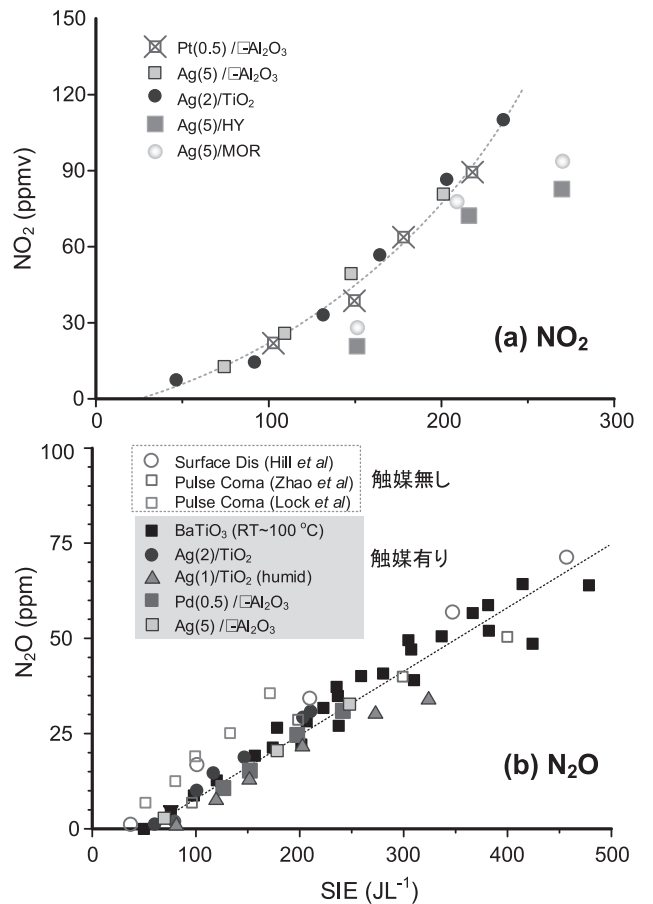 120
90
60
30
0
NO₂ (ppmv)
Pt(0.5) /□-Al₂O₃
Ag(5) /□-Al₂O₃
Ag(2)/TiO₂
Ag(5)/HY
Ag(5)/MOR
(a) NO₂
0 100 200 300
100
75
50
25
0
N₂O (ppm)
Surface Dis (Hill et al)
Pulse Corna (Zhao et al)
Pulse Corna (Lock et al)
触媒無し
BaTiO₃ (RT~100 °C)
Ag(2)/TiO₂
Ag(1)/TiO₂ (humid)
Pd(0.5) /□-Al₂O₃
Ag(5) /□-Al₂O₃
触媒有り
(b) N₂O
0 100 200 300 400 500
SIE (JL⁻¹)